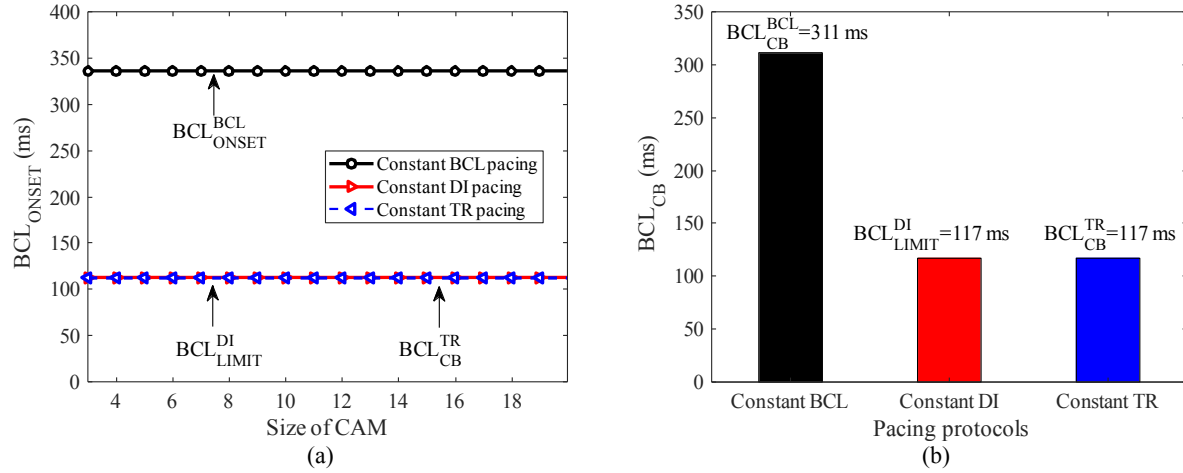 400
350
300
250
200
150
100
50
0
BCL_ONSET (ms)
BCL^BCL_ONSET
Constant BCL pacing
Constant DI pacing
Constant TR pacing
BCL^DI_LIMIT
BCL^TR_CB
4 6 8 10 12 14 16 18
Size of CAM
(a)
350
300
250
200
150
100
50
0
BCL_CB (ms)
BCL^BCL_CB=311 ms
BCL^DI_LIMIT=117 ms
BCL^TR_CB=117 ms
Constant BCL Constant DI Constant TR
Pacing protocols
(b)